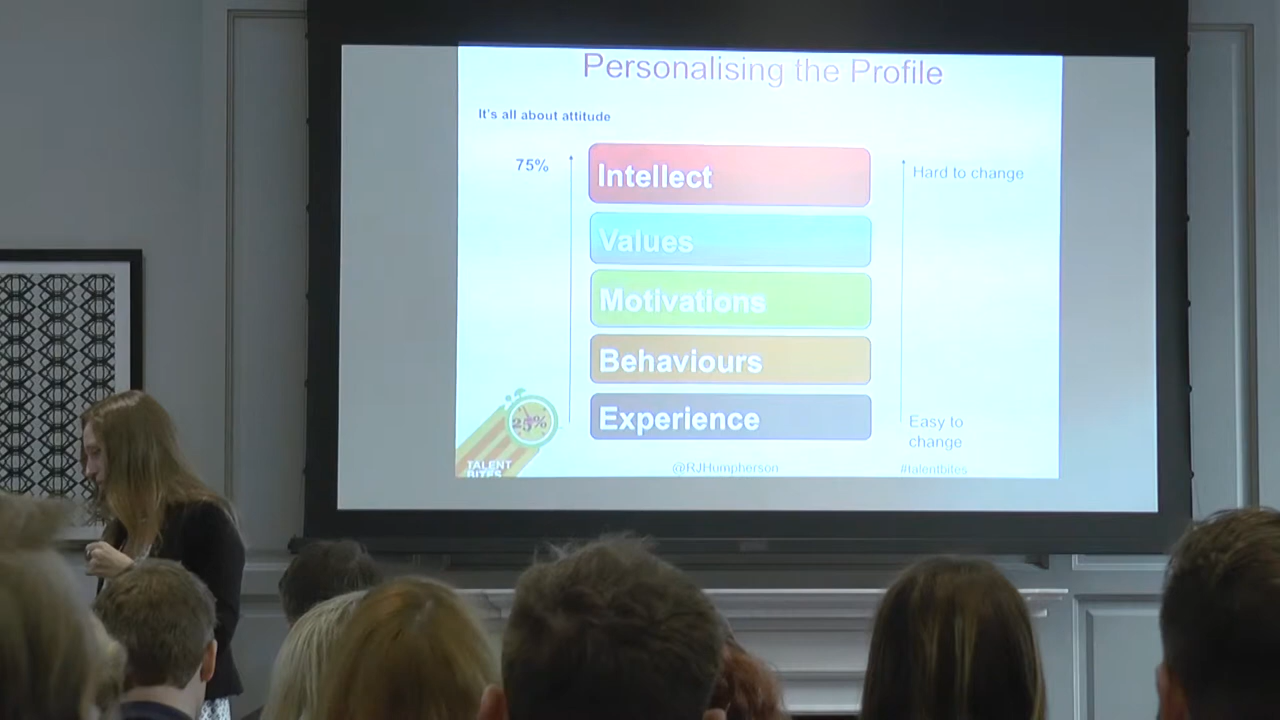 Personalising the Profile
It's all about attitude
75%
Intellect
Hard to change
Values
Motivations
Behaviours
Experience
Easy to
change
25%
TALENT
BITES
@RJHumpherson
#talentbites